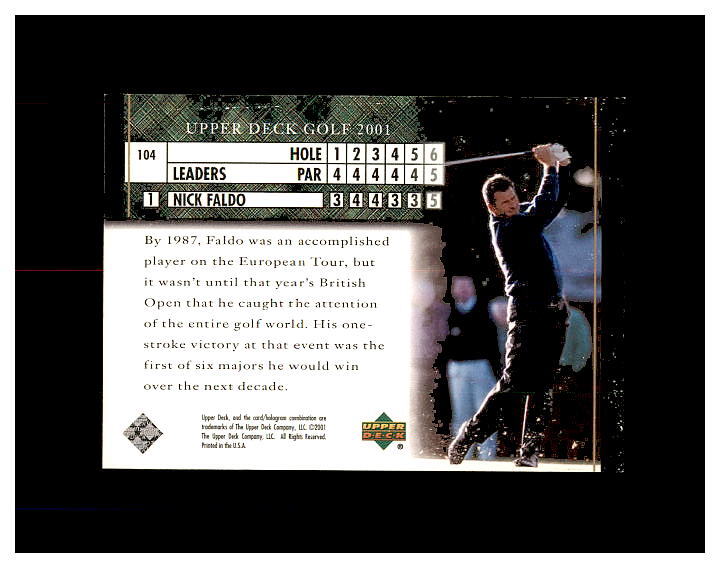 UPPER DECK GOLF 2001
104 HOLE 1 2 3 4 5 6
LEADERS PAR 4 4 4 4 4 5
1 NICK FALDO 3 4 4 3 3 5
By 1987, Faldo was an accomplished
player on the European Tour, but
it wasn't until that year's British
Open that he caught the attention
of the entire golf world. His one-
stroke victory at that event was the
first of six majors he would win
over the next decade.
Upper Deck, and the card/hologram combination are
trademarks of The Upper Deck Company, LLC. ©2001
The Upper Deck Company, LLC. All Rights Reserved.
Printed in the U.S.A.
UPPER
DECK
®